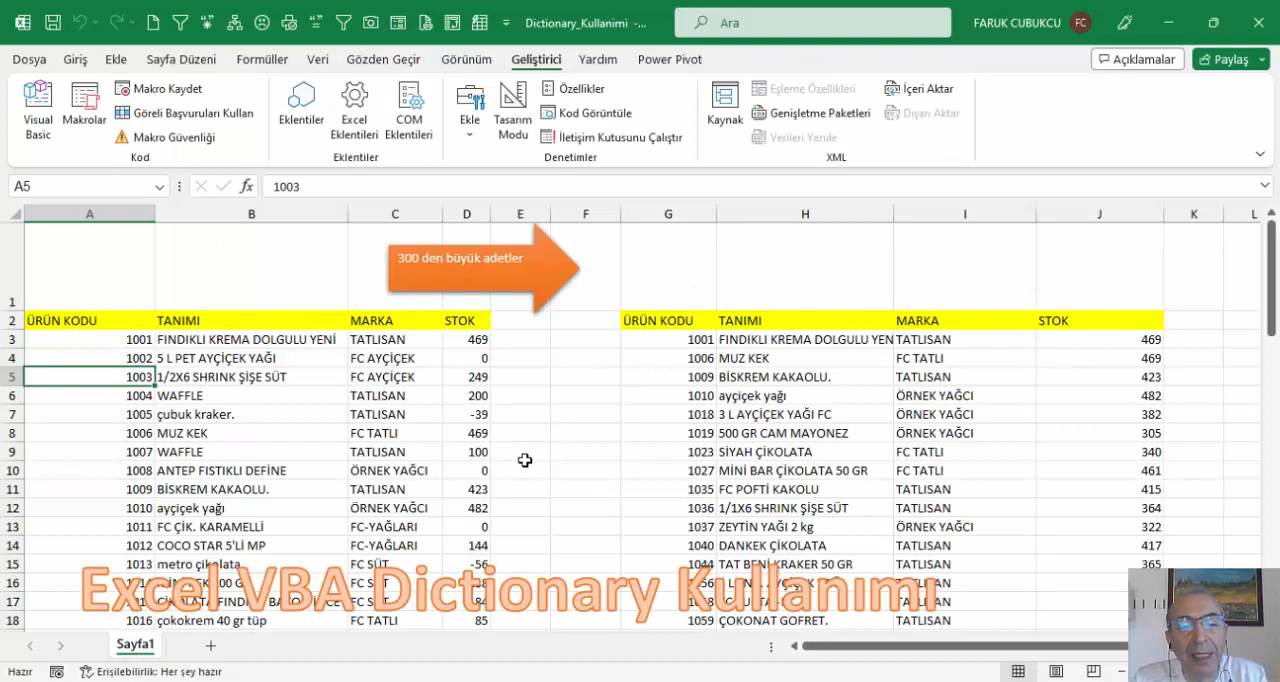 Dictionary_Kullanimi -...
Ara
FARUK CUBUKCU
FC
Dosya Giriş Ekle Sayfa Düzeni Formüller Veri Gözden Geçir Görünüm Geliştirici Yardım Power Pivot
Açıklamalar
Paylaş
Visual Basic
Makrolar
Makro Kaydet
Göreli Başvuruları Kullan
Makro Güvenliği
Kod
Eklentiler
Excel Eklentileri
COM Eklentileri
Eklentiler
Ekle
Tasarım Modu
Özellikler
Kod Görüntüle
İletişim Kutusunu Çalıştır
Denetimler
Kaynak
Eşleme Özellikleri
Genişletme Paketleri
Verileri Yenile
İçeri Aktar
Dışarı Aktar
XML
A5
fx
1003
A B C D E F G H I J K L
300 den büyük adetler
1
2 ÜRÜN KODU TANIMI MARKA STOK ÜRÜN KODU TANIMI MARKA STOK
3 1001 FINDIKLI KREMA DOLGULU YENİ TATLISAN 469 1001 FINDIKLI KREMA DOLGULU YEN TATLISAN 469
4 1002 5 L PET AYÇİÇEK YAĞI FC AYÇİÇEK 0 1006 MUZ KEK FC TATLI 469
5 1003 1/2X6 SHRINK ŞİŞE SÜT FC AYÇİÇEK 249 1009 BİSKREM KAKAOLU. TATLISAN 423
6 1004 WAFFLE TATLISAN 200 1010 ayçiçek yağı ÖRNEK YAĞCI 482
7 1005 çubuk kraker. TATLISAN -39 1018 3 L AYÇİÇEK YAĞI FC ÖRNEK YAĞCI 382
8 1006 MUZ KEK FC TATLI 469 1019 500 GR CAM MAYONEZ ÖRNEK YAĞCI 305
9 1007 WAFFLE TATLISAN 100 1023 SİYAH ÇİKOLATA FC TATLI 340
10 1008 ANTEP FISTIKLI DEFİNE ÖRNEK YAĞCI 0 1027 MİNİ BAR ÇİKOLATA 50 GR FC TATLI 461
11 1009 BİSKREM KAKAOLU. TATLISAN 423 1035 FC POFTİ KAKOLU TATLISAN 415
12 1010 ayçiçek yağı ÖRNEK YAĞCI 482 1036 1/1X6 SHRINK ŞİŞE SÜT TATLISAN 364
13 1011 FC ÇİK. KARAMELLİ FC-YAĞLARI 0 1037 ZEYTİN YAĞI 2 kg ÖRNEK YAĞCI 322
14 1012 COCO STAR 5'Lİ MP FC-YAĞLARI 144 1040 DANKEK ÇİKOLATA TATLISAN 417
15 1013 metro çikolata FC SÜT -56 1044 TAT BENİ KRAKER 50 GR TATLISAN 365
16 FC SÜT TATLISAN
17 FC SÜT TATLISAN
18 1016 çokokrem 40 gr tüp FC TATLI 85 1059 ÇOKONAT GOFRET. TATLISAN
Excel VBA Dictionary Kullanımı
Sayfa1
Hazır
Erişilebilirlik: Her şey hazır